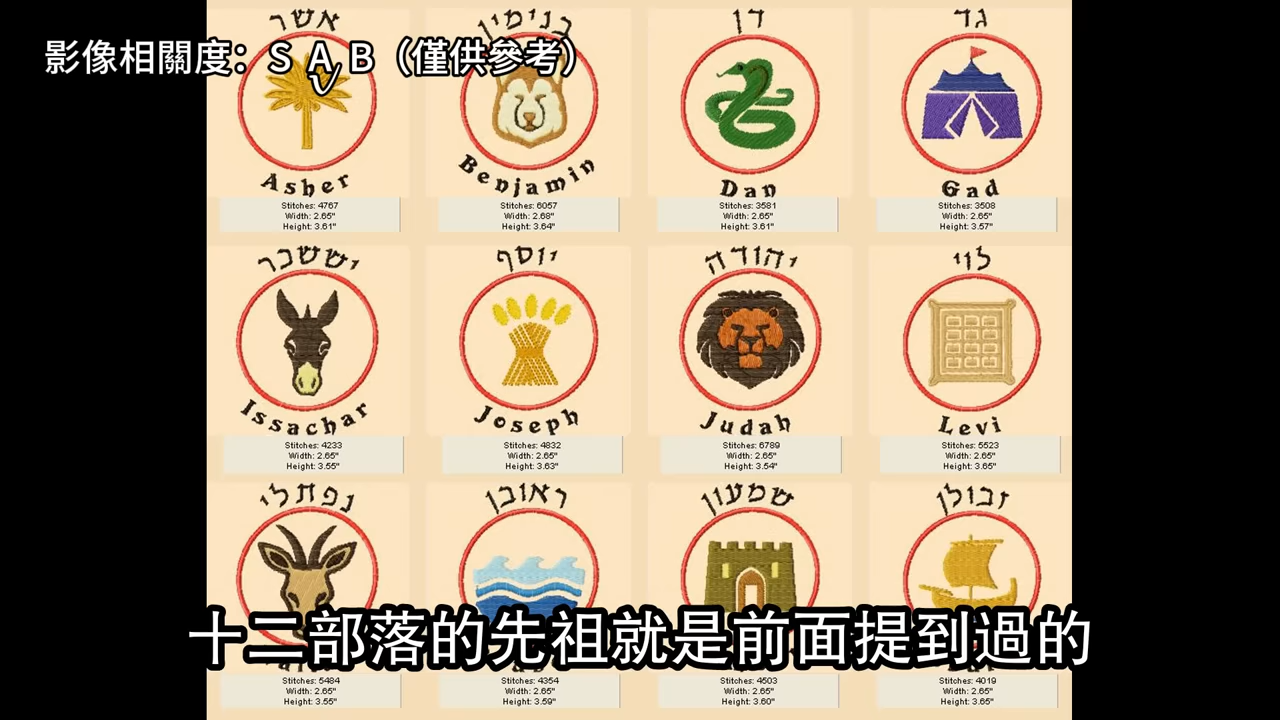 אשר
בנימין
דן
גד
影像相關度：S A B（僅供參考）
Asher
Benjamin
Dan
Gad
Stitches: 4767
Width: 2.65"
Height: 3.61"
Stitches: 6057
Width: 2.68"
Height: 3.64"
Stitches: 3581
Width: 2.65"
Height: 3.61"
Stitches: 3508
Width: 2.65"
Height: 3.57"
יששכר
יוסף
יהודה
לוי
Issachar
Joseph
Judah
Levi
Stitches: 4233
Width: 2.65"
Height: 3.55"
Stitches: 4832
Width: 2.65"
Height: 3.63"
Stitches: 6789
Width: 2.65"
Height: 3.54"
Stitches: 5523
Width: 2.65"
Height: 3.65"
נפתלי
ראובן
שמעון
זבולן
十二部落的先祖就是前面提到過的
Stitches: 5484
Width: 2.65"
Height: 3.55"
Stitches: 4354
Width: 2.65"
Height: 3.59"
Stitches: 4503
Width: 2.65"
Height: 3.60"
Stitches: 4019
Width: 2.65"
Height: 3.65"